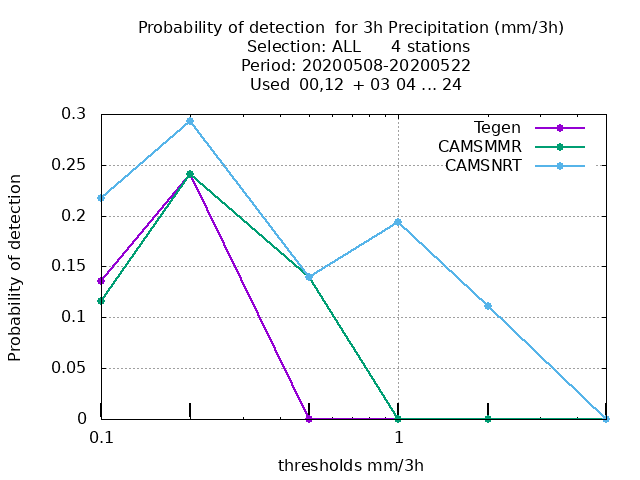 Probability of detection  for 3h Precipitation (mm/3h)
Selection: ALL      4 stations
Period: 20200508-20200522
Used  00,12  + 03 04 ... 24
Tegen
CAMSMMR
CAMSNRT
0.3
0.25
0.2
0.15
0.1
0.05
0
Probability of detection
0.1
1
thresholds mm/3h